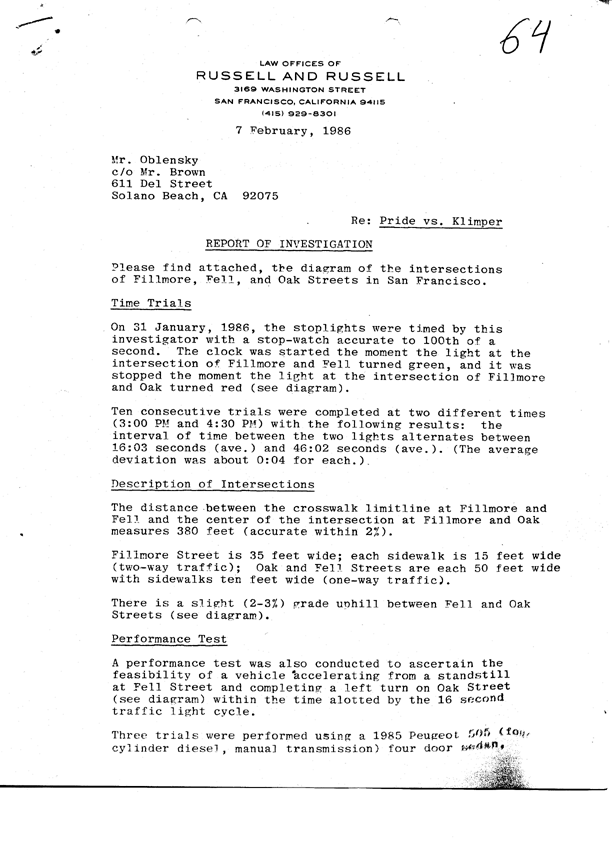 64
LAW OFFICES OF
RUSSELL AND RUSSELL
3169 WASHINGTON STREET
SAN FRANCISCO, CALIFORNIA 94115
(415) 929-8301
7 February, 1986
Mr. Oblensky
c/o Mr. Brown
611 Del Street
Solano Beach, CA 92075
Re: Pride vs. Klimper
REPORT OF INVESTIGATION
Please find attached, the diagram of the intersections
of Fillmore, Fell, and Oak Streets in San Francisco.
Time Trials
On 31 January, 1986, the stoplights were timed by this
investigator with a stop-watch accurate to 100th of a
second. The clock was started the moment the light at the
intersection of Fillmore and Fell turned green, and it was
stopped the moment the light at the intersection of Fillmore
and Oak turned red (see diagram).
Ten consecutive trials were completed at two different times
(3:00 PM and 4:30 PM) with the following results: the
interval of time between the two lights alternates between
16:03 seconds (ave.) and 46:02 seconds (ave.). (The average
deviation was about 0:04 for each.)
Description of Intersections
The distance between the crosswalk limitline at Fillmore and
Fell and the center of the intersection at Fillmore and Oak
measures 380 feet (accurate within 2%).
Fillmore Street is 35 feet wide; each sidewalk is 15 feet wide
(two-way traffic); Oak and Fell Streets are each 50 feet wide
with sidewalks ten feet wide (one-way traffic).
There is a slight (2-3%) grade uphill between Fell and Oak
Streets (see diagram).
Performance Test
A performance test was also conducted to ascertain the
feasibility of a vehicle accelerating from a standstill
at Fell Street and completing a left turn on Oak Street
(see diagram) within the time alotted by the 16 second
traffic light cycle.
Three trials were performed using a 1985 Peugeot 505 (four
cylinder diesel, manual transmission) four door sedan.